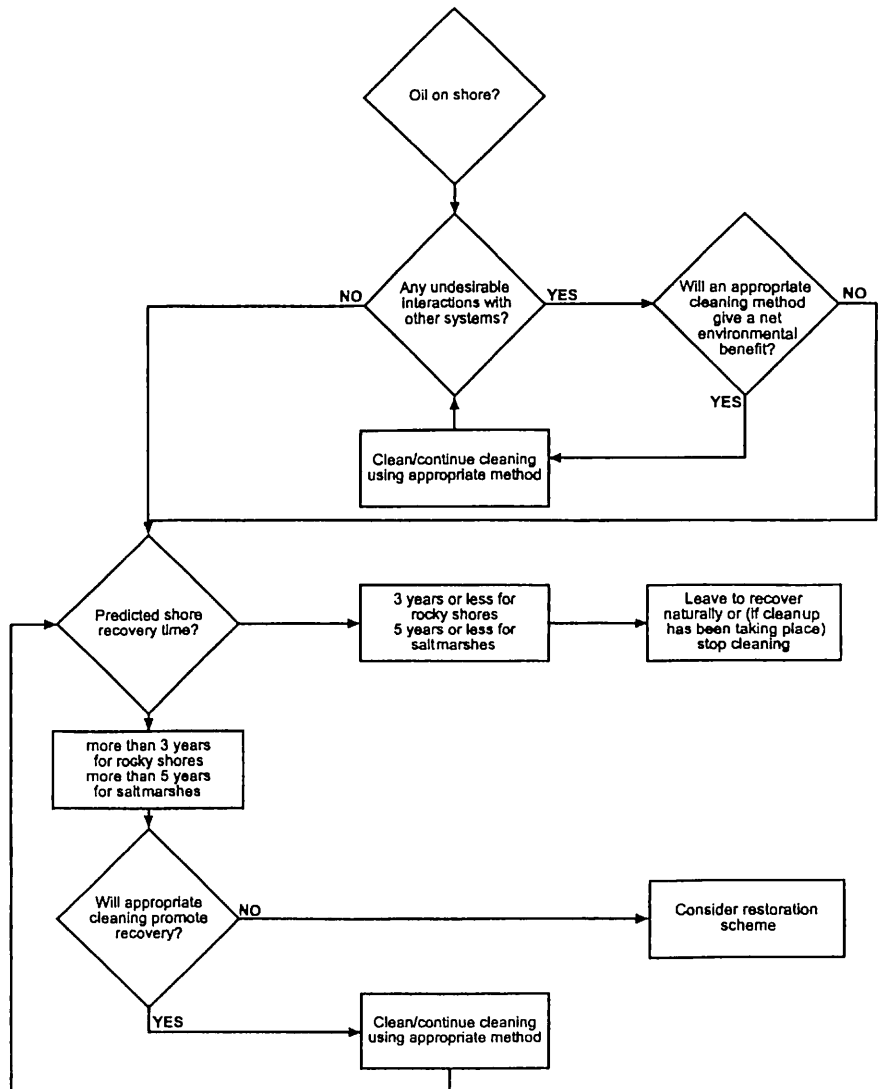 Oil on shore?
Any undesirable
interactions with
other systems?
NO
YES
Will an appropriate
cleaning method
give a net
environmental
benefit?
NO
YES
Clean/continue cleaning
using appropriate method
Predicted shore
recovery time?
3 years or less for
rocky shores
5 years or less for
saltmarshes
Leave to recover
naturally or (if cleanup
has been taking place)
stop cleaning
more than 3 years
for rocky shores
more than 5 years
for saltmarshes
Will appropriate
cleaning promote
recovery?
NO
Consider restoration
scheme
YES
Clean/continue cleaning
using appropriate method